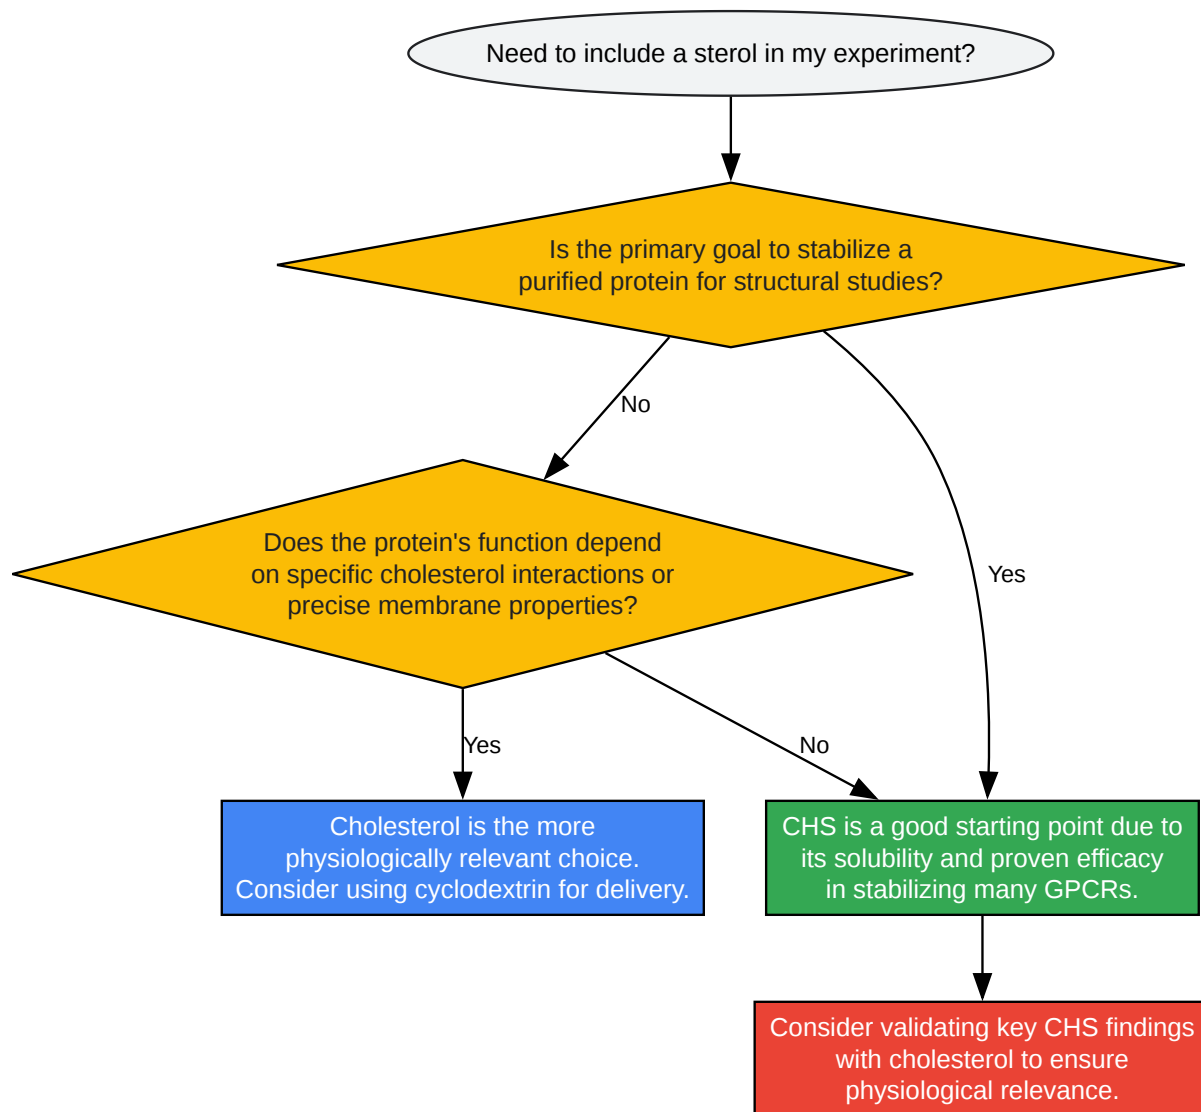 Need to include a sterol in my experiment?
Is the primary goal to stabilize a
purified protein for structural studies?
No
Yes
Does the protein's function depend
on specific cholesterol interactions or
precise membrane properties?
Yes
No
Cholesterol is the more
physiologically relevant choice.
Consider using cyclodextrin for delivery.
CHS is a good starting point due to
its solubility and proven efficacy
in stabilizing many GPCRs.
Consider validating key CHS findings
with cholesterol to ensure
physiological relevance.